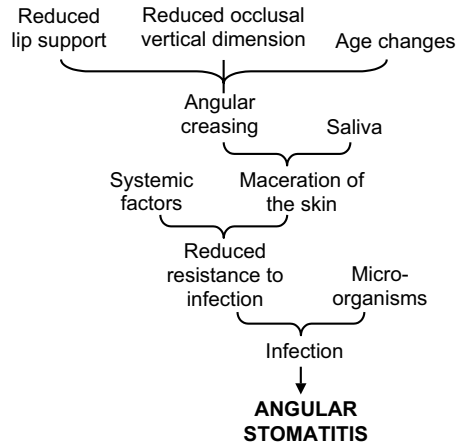 Reduced
lip support
Reduced occlusal
vertical dimension
Age changes
Angular
creasing
Saliva
Systemic
factors
Maceration of
the skin
Reduced
resistance to
infection
Micro-
organisms
Infection
ANGULAR
STOMATITIS